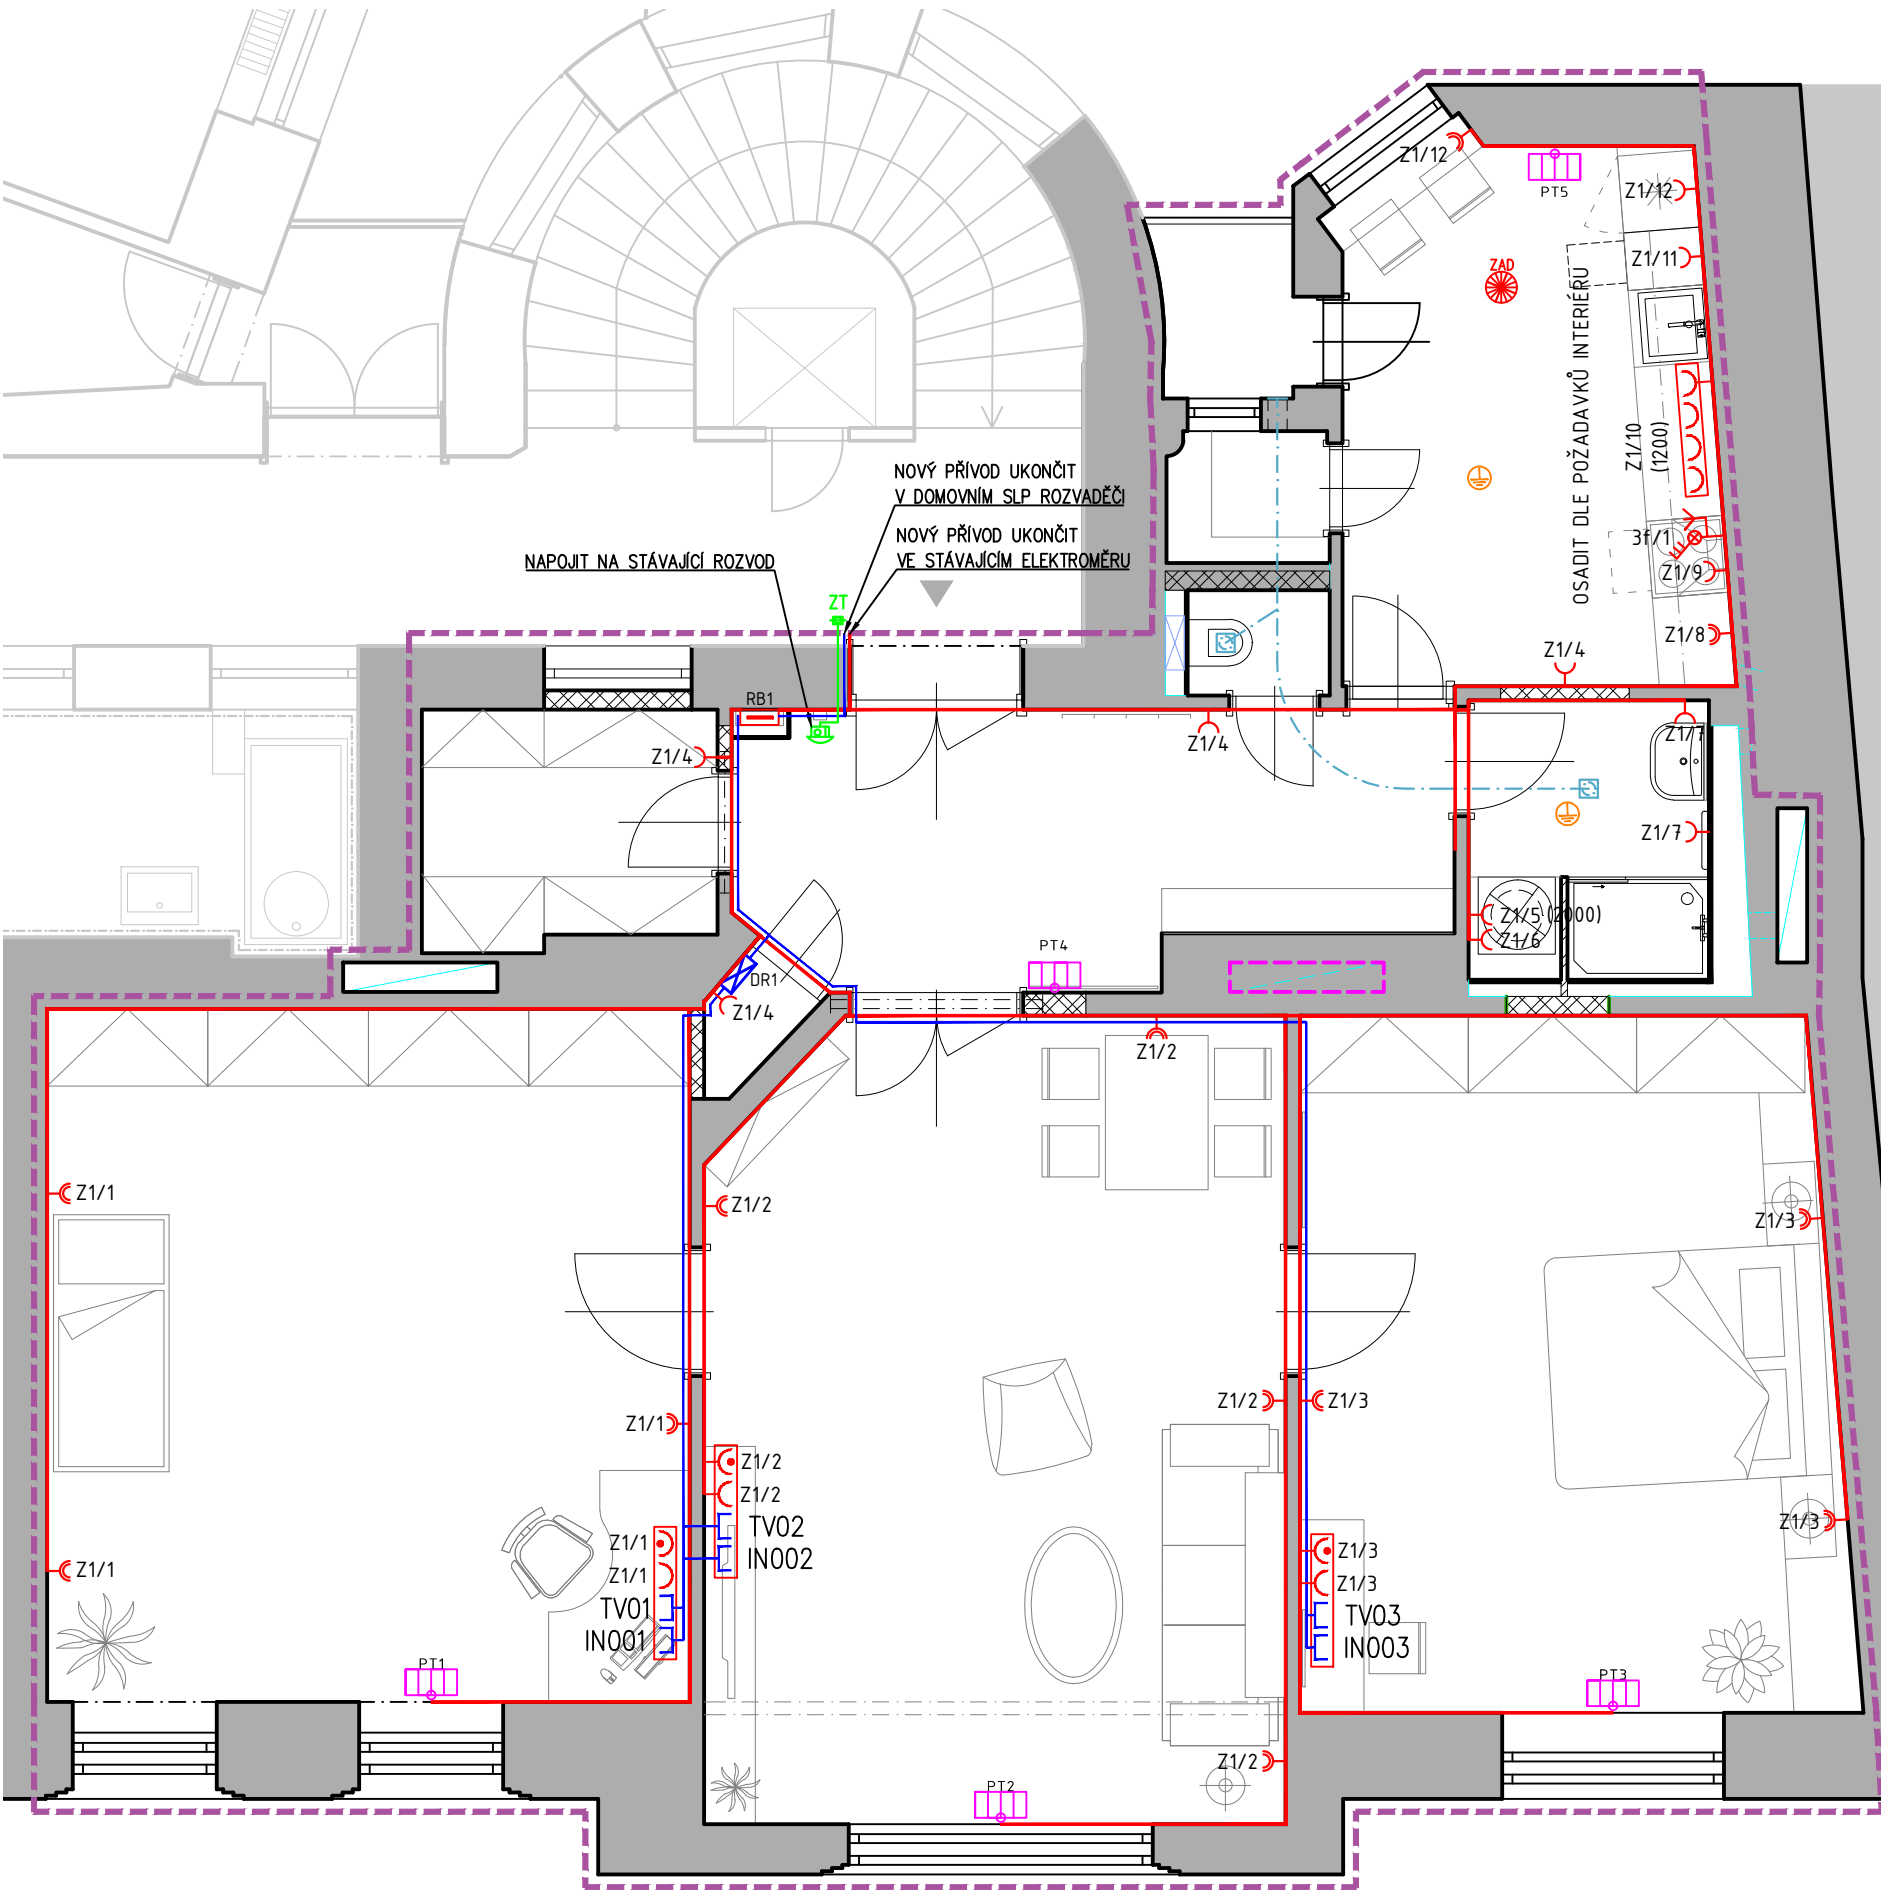 Z1/12
PT5
Z1/12
Z1/11
ZAD
OSADIT DLE POŽADAVKŮ INTERIÉRU
Z1/10
(1200)
NOVÝ PŘÍVOD UKONČIT
V DOMOVNÍM SLP ROZVADĚČI
NOVÝ PŘÍVOD UKONČIT
VE STÁVAJÍCÍM ELEKTROMĚRU
NAPOJIT NA STÁVAJÍCÍ ROZVOD
3f/1
Z1/9
ZT
Z1/8
Z1/4
RB1
Z1/4
Z1/4
Z1/7
Z1/7
Z1/5 (2000)
Z1/6
PT4
DR1
Z1/4
Z1/2
Z1/1
Z1/2
Z1/3
Z1/2
Z1/3
Z1/1
Z1/2
Z1/2
Z1/3
TV02
IN002
Z1/1
Z1/1
TV01
IN001
Z1/1
Z1/3
Z1/3
TV03
IN003
PT1
PT3
Z1/2
PT2